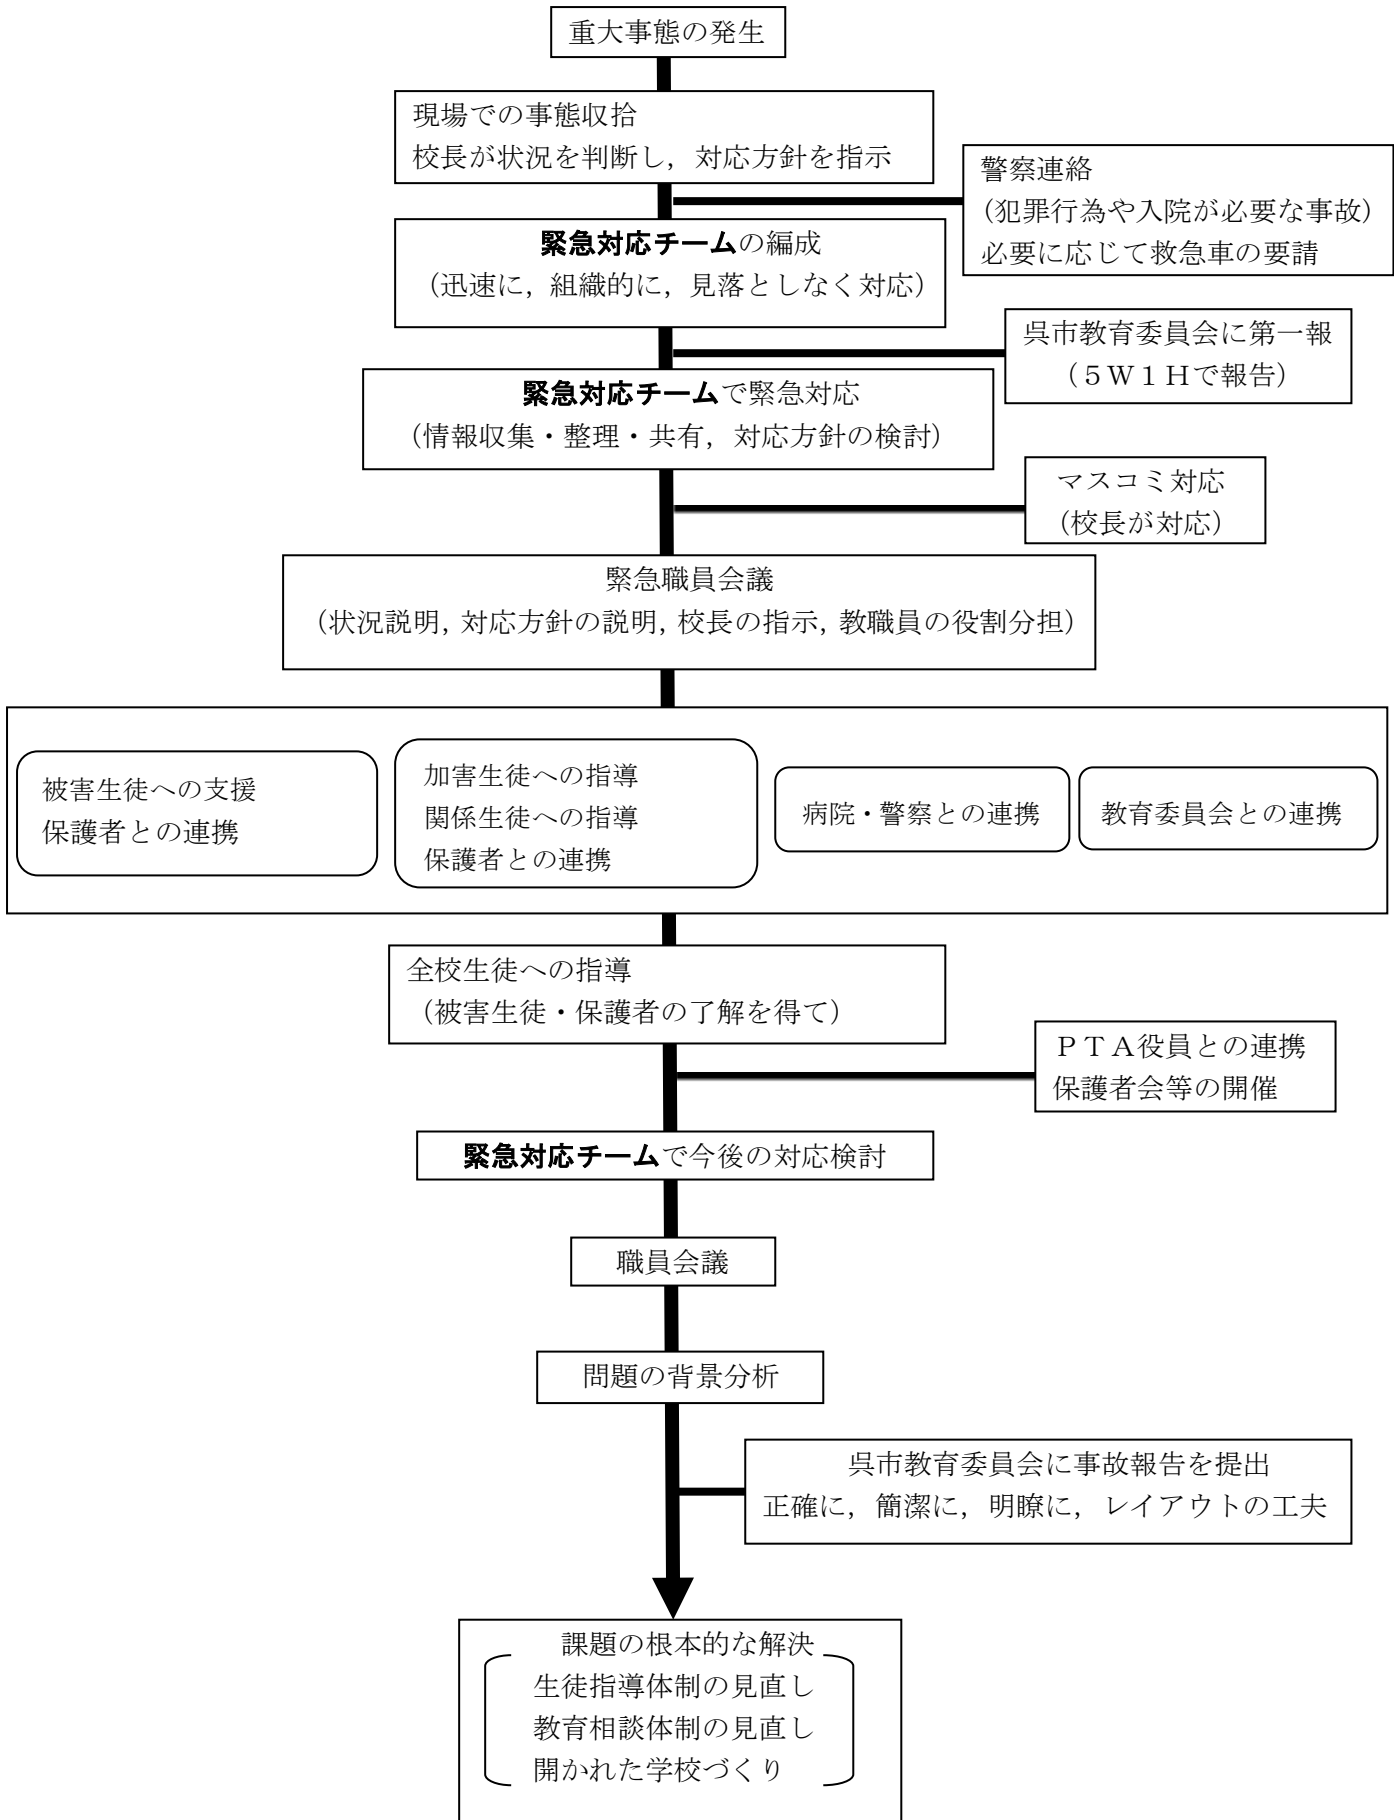 重大事態の発生
現場での事態収拾
校長が状況を判断し，対応方針を指示
警察連絡
（犯罪行為や入院が必要な事故）
必要に応じて救急車の要請
緊急対応チームの編成
（迅速に，組織的に，見落としなく対応）
呉市教育委員会に第一報
（５Ｗ１Ｈで報告）
緊急対応チームで緊急対応
（情報収集・整理・共有，対応方針の検討）
マスコミ対応
（校長が対応）
緊急職員会議
（状況説明，対応方針の説明，校長の指示，教職員の役割分担）
被害生徒への支援
保護者との連携
加害生徒への指導
関係生徒への指導
保護者との連携
病院・警察との連携
教育委員会との連携
全校生徒への指導
（被害生徒・保護者の了解を得て）
ＰＴＡ役員との連携
保護者会等の開催
緊急対応チームで今後の対応検討
職員会議
問題の背景分析
呉市教育委員会に事故報告を提出
正確に，簡潔に，明瞭に，レイアウトの工夫
課題の根本的な解決
生徒指導体制の見直し
教育相談体制の見直し
開かれた学校づくり